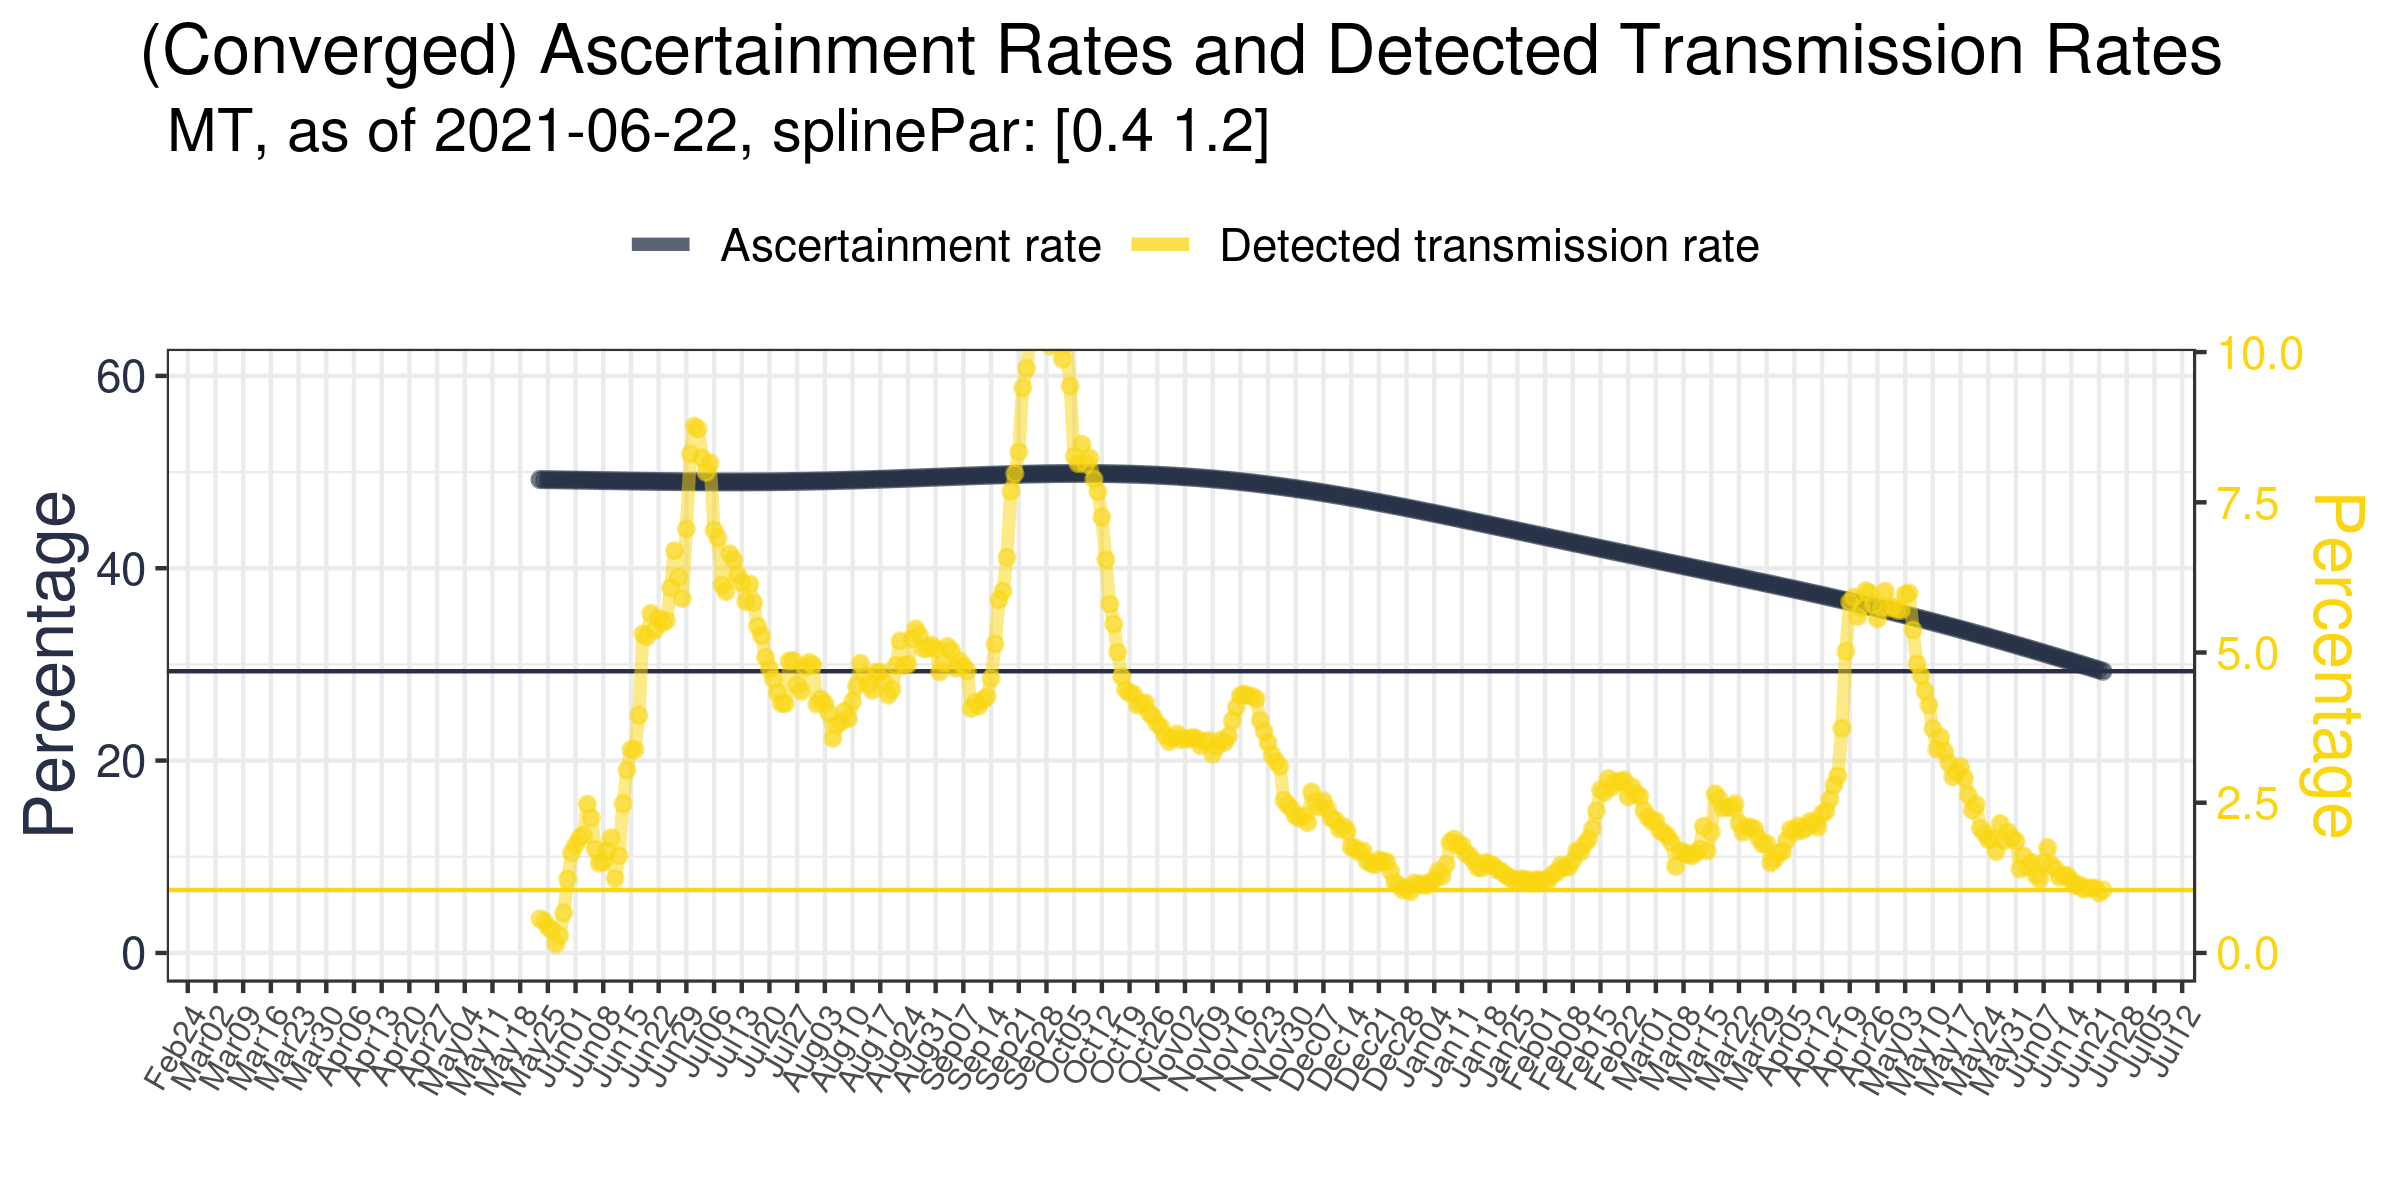 (Converged) Ascertainment Rates and Detected Transmission Rates
MT, as of 2021-06-22, splinePar: [0.4 1.2]
Ascertainment rate
Detected transmission rate
Percentage
60
40
20
0
10.0
7.5
5.0
2.5
0.0
Percentage
Feb24
Mar02
Mar09
Mar16
Mar23
Mar30
Apr06
Apr13
Apr20
Apr27
May04
May11
May18
May25
Jun01
Jun08
Jun15
Jun22
Jun29
Jul06
Jul13
Jul20
Jul27
Aug03
Aug10
Aug17
Aug24
Aug31
Sep07
Sep14
Sep21
Sep28
Oct05
Oct12
Oct19
Oct26
Nov02
Nov09
Nov16
Nov23
Nov30
Dec07
Dec14
Dec21
Dec28
Jan04
Jan11
Jan18
Jan25
Feb01
Feb08
Feb15
Feb22
Mar01
Mar08
Mar15
Mar22
Mar29
Apr05
Apr12
Apr19
Apr26
May03
May10
May17
May24
May31
Jun07
Jun14
Jun21
Jun28
Jul05
Jul12